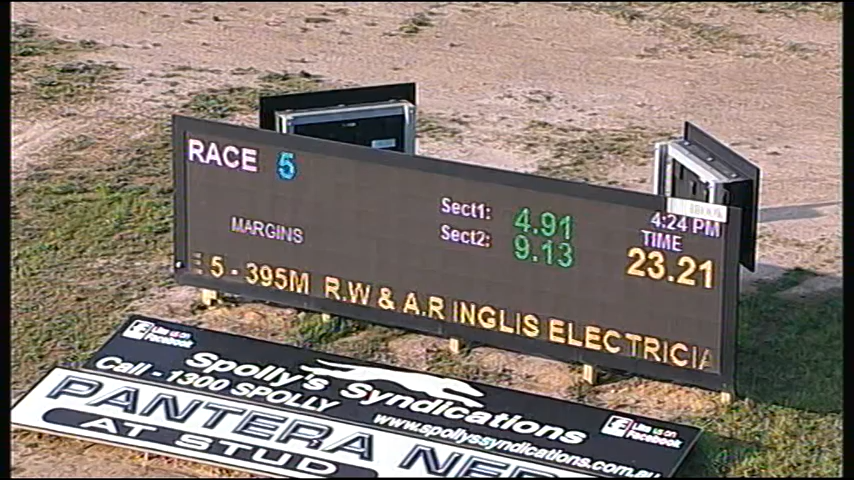 RACE 5
Sect1: 4.91
4:24 PM
MARGINS
Sect2: 9.13
TIME
23.21
5 - 395M R.W & A.R INGLIS ELECTRICIA
Like us on
Facebook
Spolly's Syndications
Call - 1300 SPOLLY
www.spollyssyndications.com.au
Like us on
Facebook
PANTERA
AT STUD